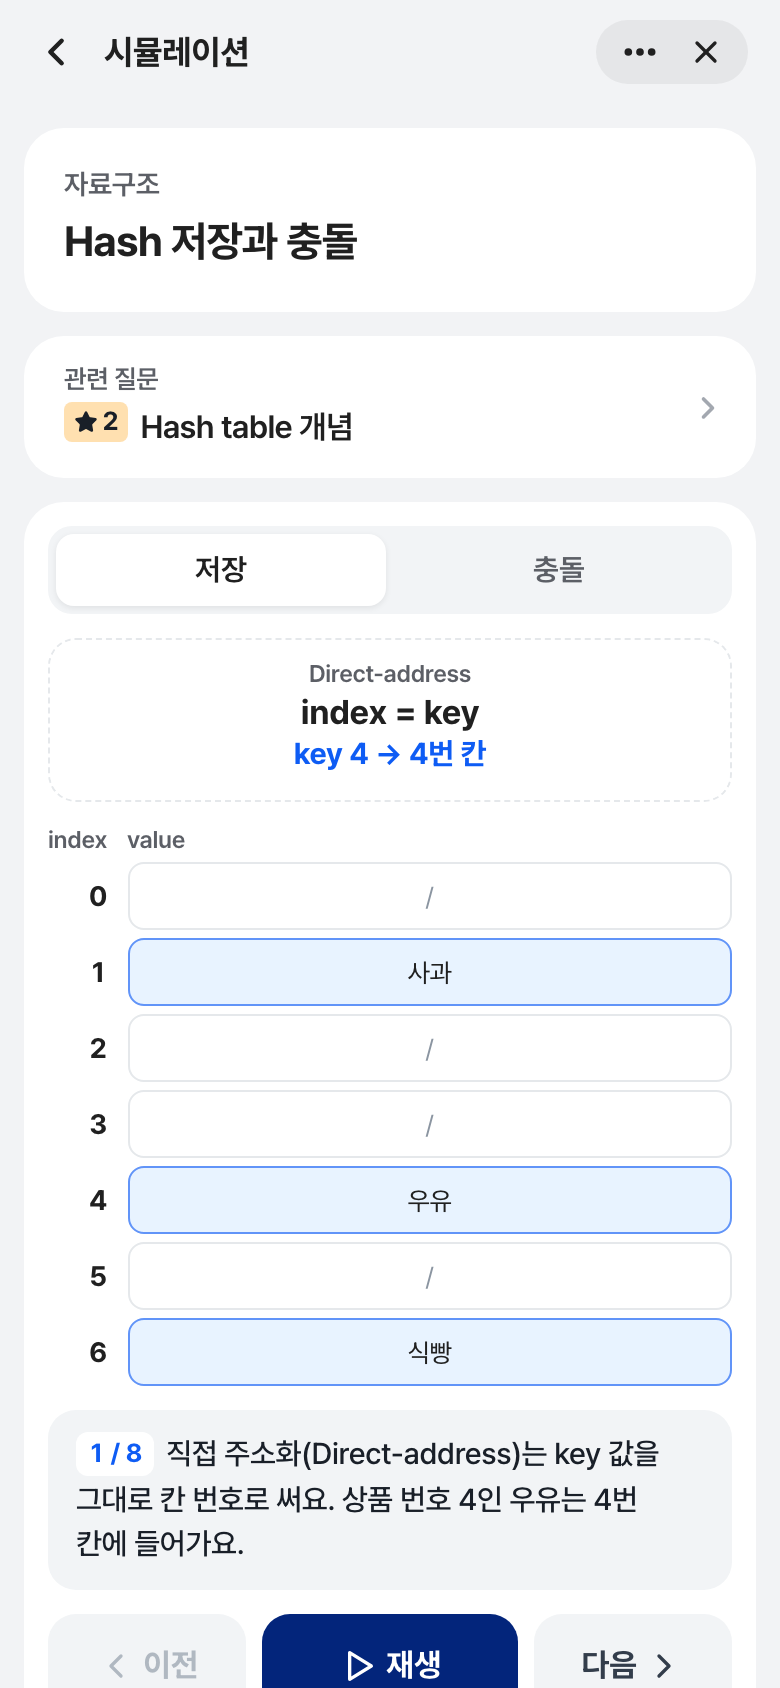 시뮬레이션
자료구조
Hash 저장과 충돌
관련 질문
★ 2 Hash table 개념
저장 충돌
Direct-address
index = key
key 4 → 4번 칸
index value
0 /
1 사과
2 /
3 /
4 우유
5 /
6 식빵
1 / 8 직접 주소화(Direct-address)는 key 값을
그대로 칸 번호로 써요. 상품 번호 4인 우유는 4번
칸에 들어가요.
이전 재생 다음